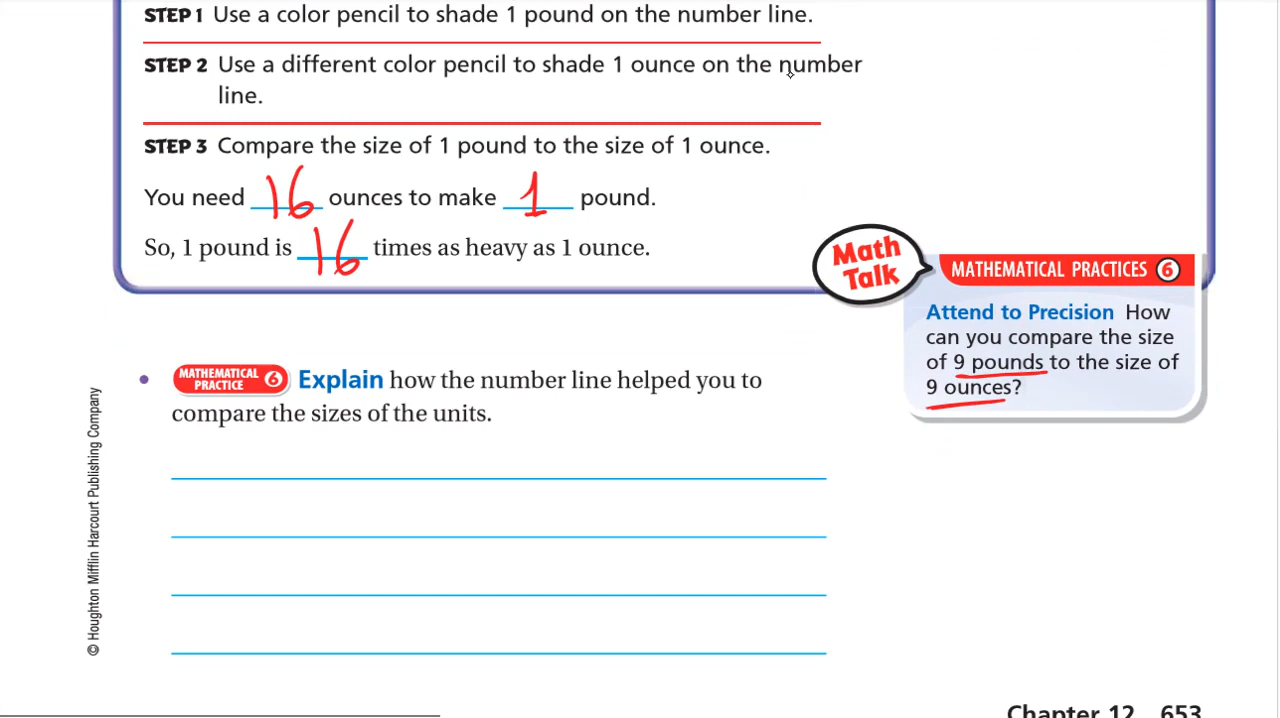 STEP 1 Use a color pencil to shade 1 pound on the number line.
STEP 2 Use a different color pencil to shade 1 ounce on the number
line.
STEP 3 Compare the size of 1 pound to the size of 1 ounce.
You need 16 ounces to make 1 pound.
So, 1 pound is 16 times as heavy as 1 ounce.
Math
Talk
MATHEMATICAL PRACTICES 6
Attend to Precision How
can you compare the size
of 9 pounds to the size of
9 ounces?
• MATHEMATICAL
PRACTICE 6 Explain how the number line helped you to
compare the sizes of the units.
© Houghton Mifflin Harcourt Publishing Company
Chapter 12 653